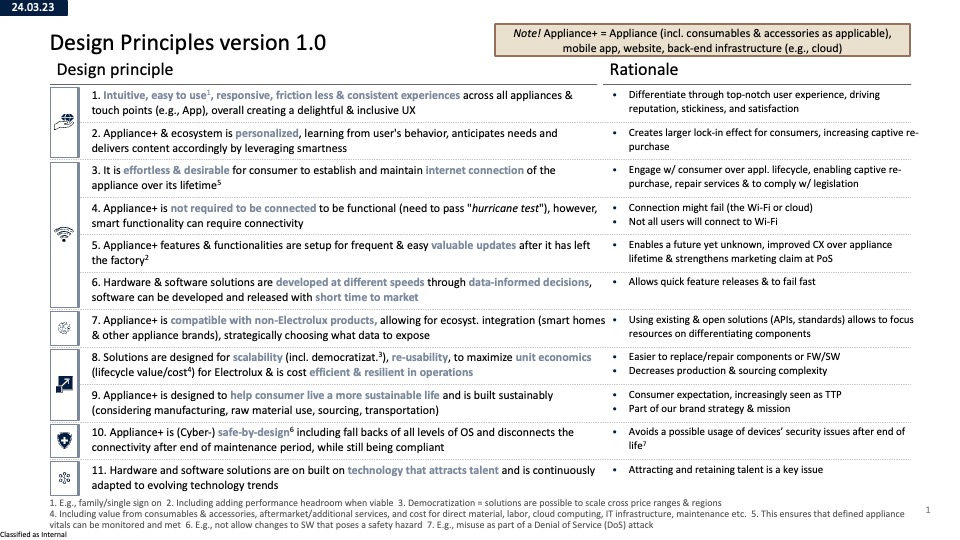 24.03.23
Note! Appliance+ = Appliance (incl. consumables & accessories as applicable),
mobile app, website, back-end infrastructure (e.g., cloud)
Design Principles version 1.0
Design principle
Rationale
1. Intuitive, easy to use¹, responsive, friction less & consistent experiences across all appliances &
touch points (e.g., App), overall creating a delightful & inclusive UX
• Differentiate through top-notch user experience, driving
reputation, stickiness, and satisfaction
2. Appliance+ & ecosystem is personalized, learning from user's behavior, anticipates needs and
delivers content accordingly by leveraging smartness
• Creates larger lock-in effect for consumers, increasing captive re-
purchase
3. It is effortless & desirable for consumer to establish and maintain internet connection of the
appliance over its lifetime⁵
• Engage w/ consumer over appl. lifecycle, enabling captive re-
purchase, repair services & to comply w/ legislation
4. Appliance+ is not required to be connected to be functional (need to pass "hurricane test"), however,
smart functionality can require connectivity
• Connection might fail (the Wi-Fi or cloud)
• Not all users will connect to Wi-Fi
5. Appliance+ features & functionalities are setup for frequent & easy valuable updates after it has left
the factory²
• Enables a future yet unknown, improved CX over appliance
lifetime & strengthens marketing claim at PoS
6. Hardware & software solutions are developed at different speeds through data-informed decisions,
software can be developed and released with short time to market
• Allows quick feature releases & to fail fast
7. Appliance+ is compatible with non-Electrolux products, allowing for ecosyst. integration (smart homes
& other appliance brands), strategically choosing what data to expose
• Using existing & open solutions (APIs, standards) allows to focus
resources on differentiating components
8. Solutions are designed for scalability (incl. democratizat.³), re-usability, to maximize unit economics
(lifecycle value/cost⁴) for Electrolux & is cost efficient & resilient in operations
• Easier to replace/repair components or FW/SW
• Decreases production & sourcing complexity
9. Appliance+ is designed to help consumer live a more sustainable life and is built sustainably
(considering manufacturing, raw material use, sourcing, transportation)
• Consumer expectation, increasingly seen as TTP
• Part of our brand strategy & mission
10. Appliance+ is (Cyber-) safe-by-design⁶ including fall backs of all levels of OS and disconnects the
connectivity after end of maintenance period, while still being compliant
• Avoids a possible usage of devices' security issues after end of
life⁷
11. Hardware and software solutions are on built on technology that attracts talent and is continuously
adapted to evolving technology trends
• Attracting and retaining talent is a key issue
1. E.g., family/single sign on 2. Including adding performance headroom when viable 3. Democratization = solutions are possible to scale cross price ranges & regions
4. Including value from consumables & accessories, aftermarket/additional services, and cost for direct material, labor, cloud computing, IT infrastructure, maintenance etc. 5. This ensures that defined appliance
vitals can be monitored and met 6. E.g., not allow changes to SW that poses a safety hazard 7. E.g., misuse as part of a Denial of Service (DoS) attack
1
Classified as Internal